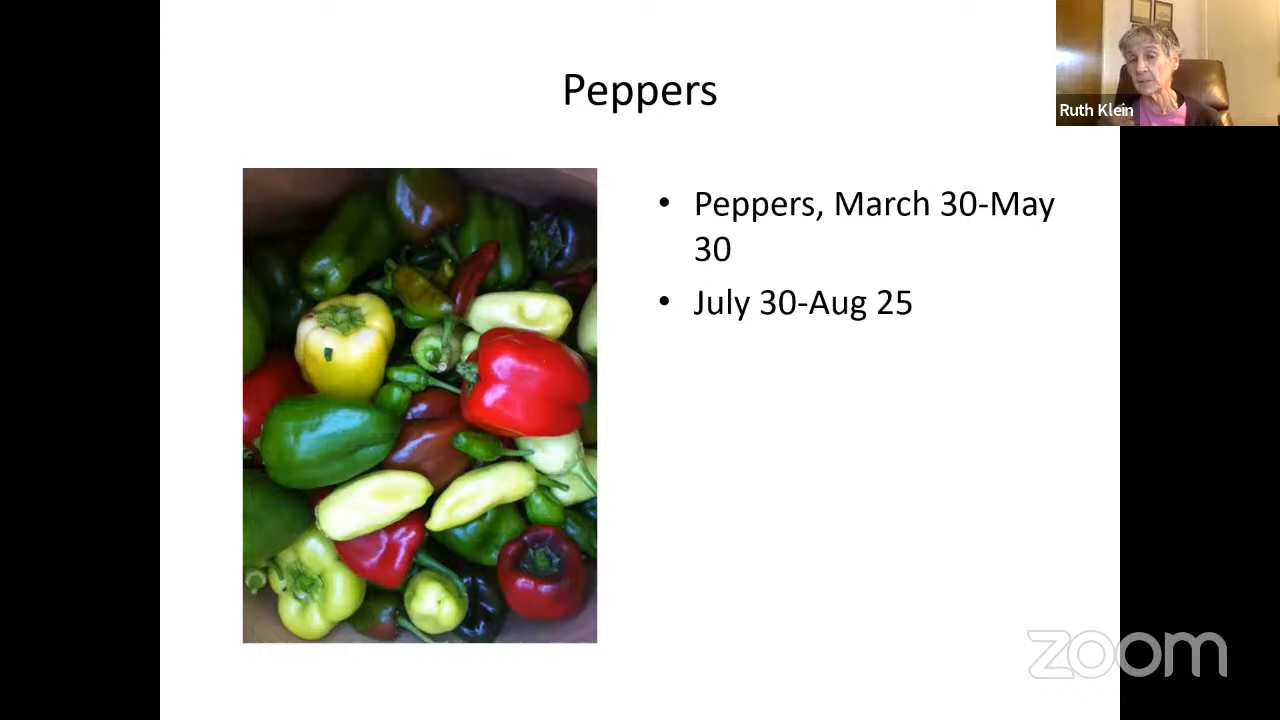 Peppers
Ruth Klein
• Peppers, March 30-May
30
• July 30-Aug 25
zoom